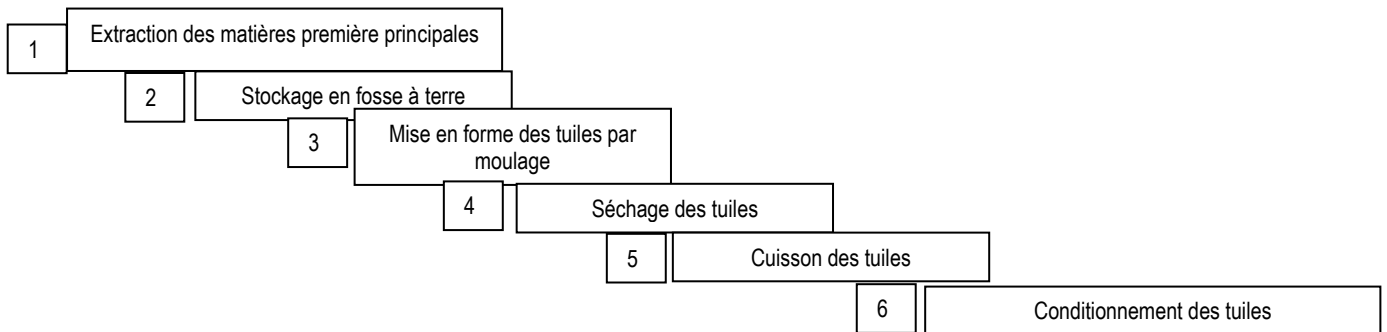 1
Extraction des matières première principales
2
Stockage en fosse à terre
3
Mise en forme des tuiles par
moulage
4
Séchage des tuiles
5
Cuisson des tuiles
6
Conditionnement des tuiles